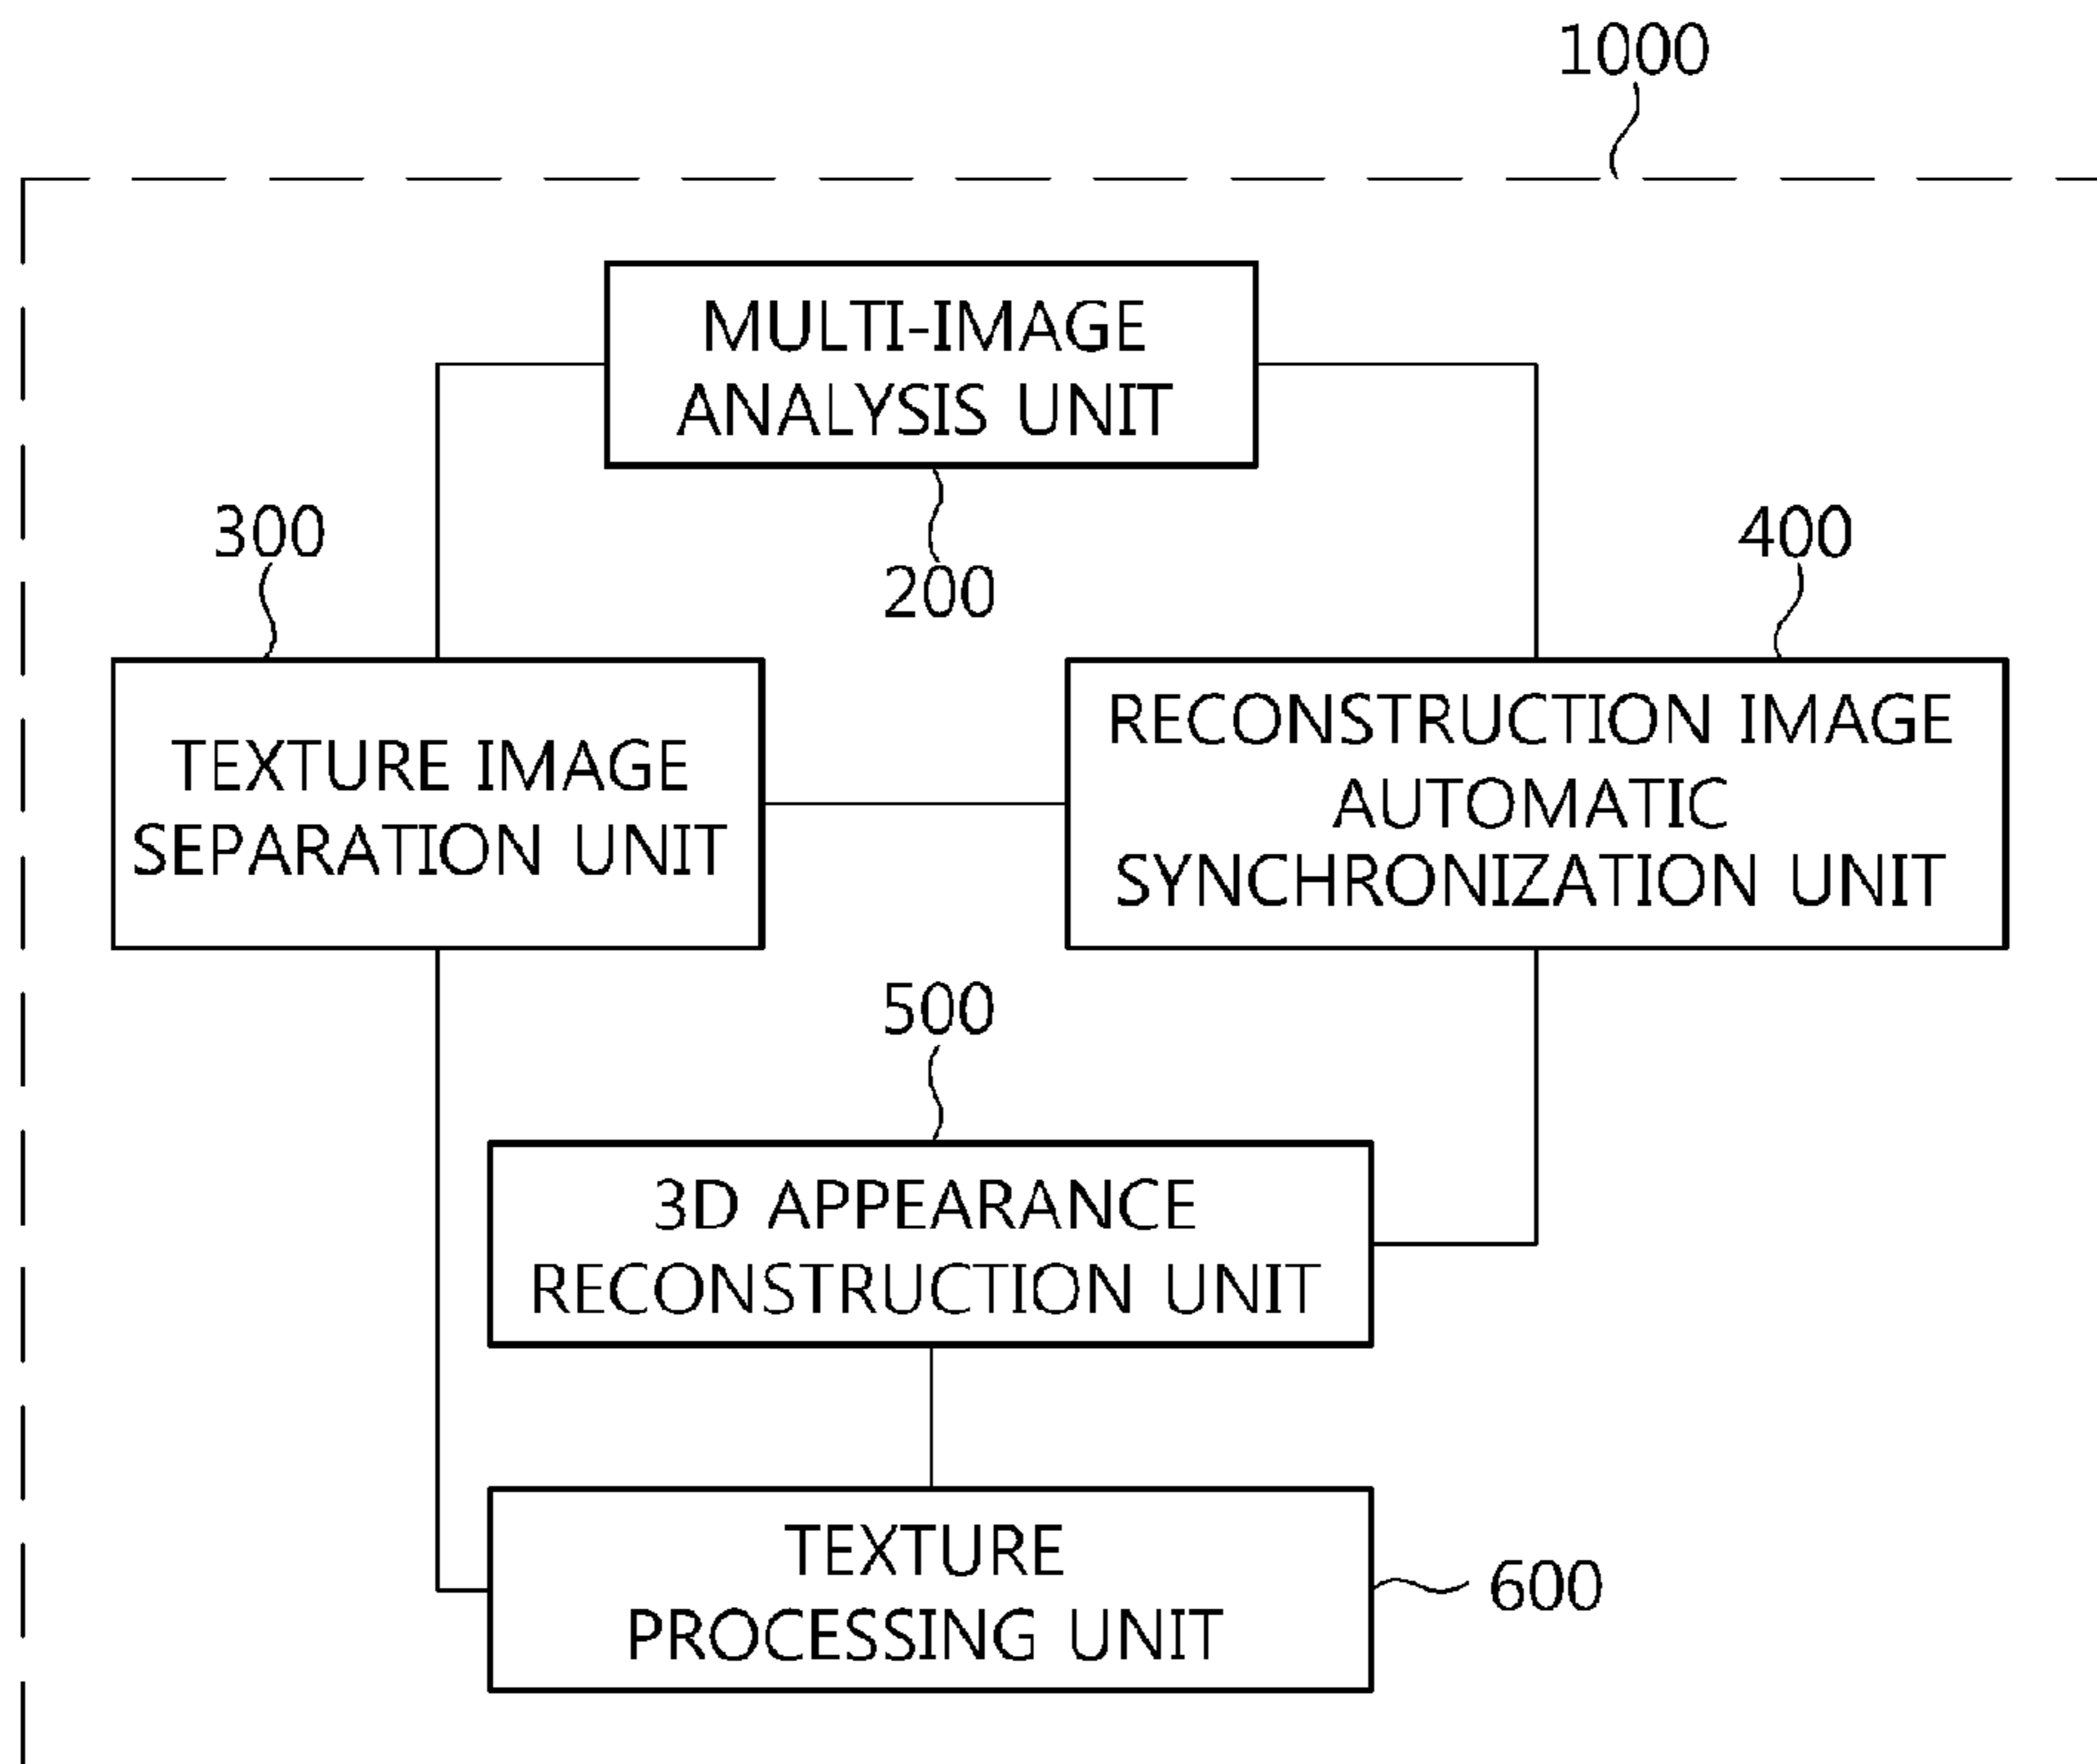 1000
MULTI-IMAGE
ANALYSIS UNIT
200
300
400
TEXTURE IMAGE
SEPARATION UNIT
RECONSTRUCTION IMAGE
AUTOMATIC
SYNCHRONIZATION UNIT
500
3D APPEARANCE
RECONSTRUCTION UNIT
TEXTURE
PROCESSING UNIT
600